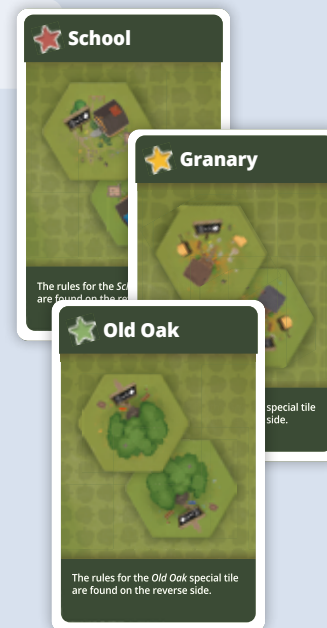 School
Granary
The rules for the
are found on the
special tile
side.
Old Oak
The rules for the Old Oak special tile
are found on the reverse side.